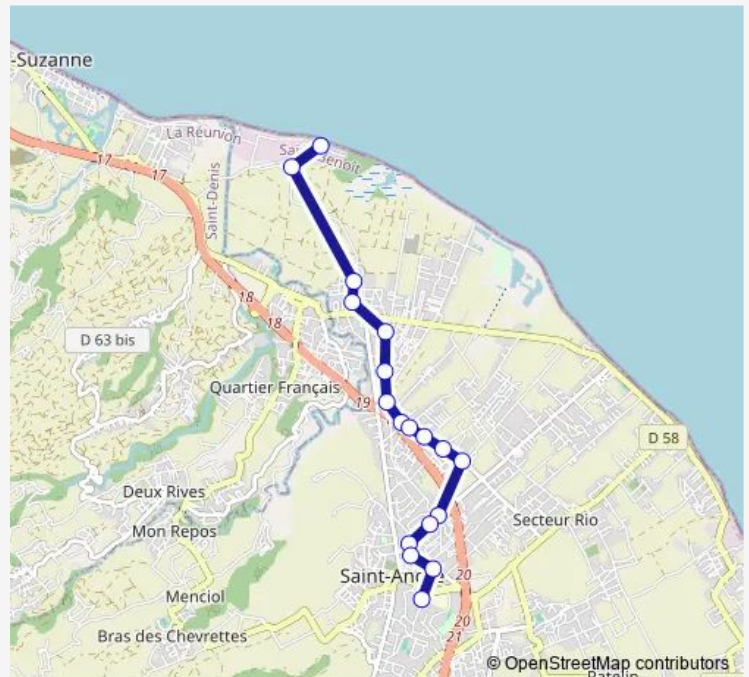 -Suzanne
La Réunion
17
17
Saint-Denis
18
18
D 63 bis
Quartier Français
19
D 58
Deux Rives
Secteur Rio
Mon Repos
20
Menciol
Bras des Chevrettes
20
21
© OpenStreetMap contributors